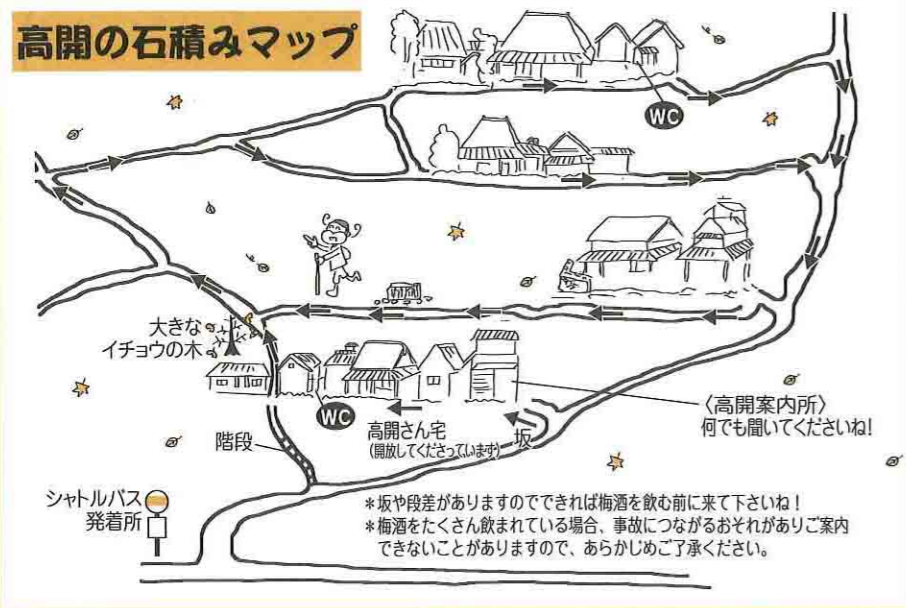 高開の石積みマップ
WC
大きな
イチョウの木
WC
高開さん宅
(開放してくださっています)
坂
〈高開案内所〉
何でも聞いてくださいね!
階段
シャトルバス
発着所
*坂や段差がありますのでできれば梅酒を飲む前に来て下さいね!
*梅酒をたくさん飲まれている場合、事故につながるおそれがありご案内
できないことがありますので、あらかじめご了承ください。